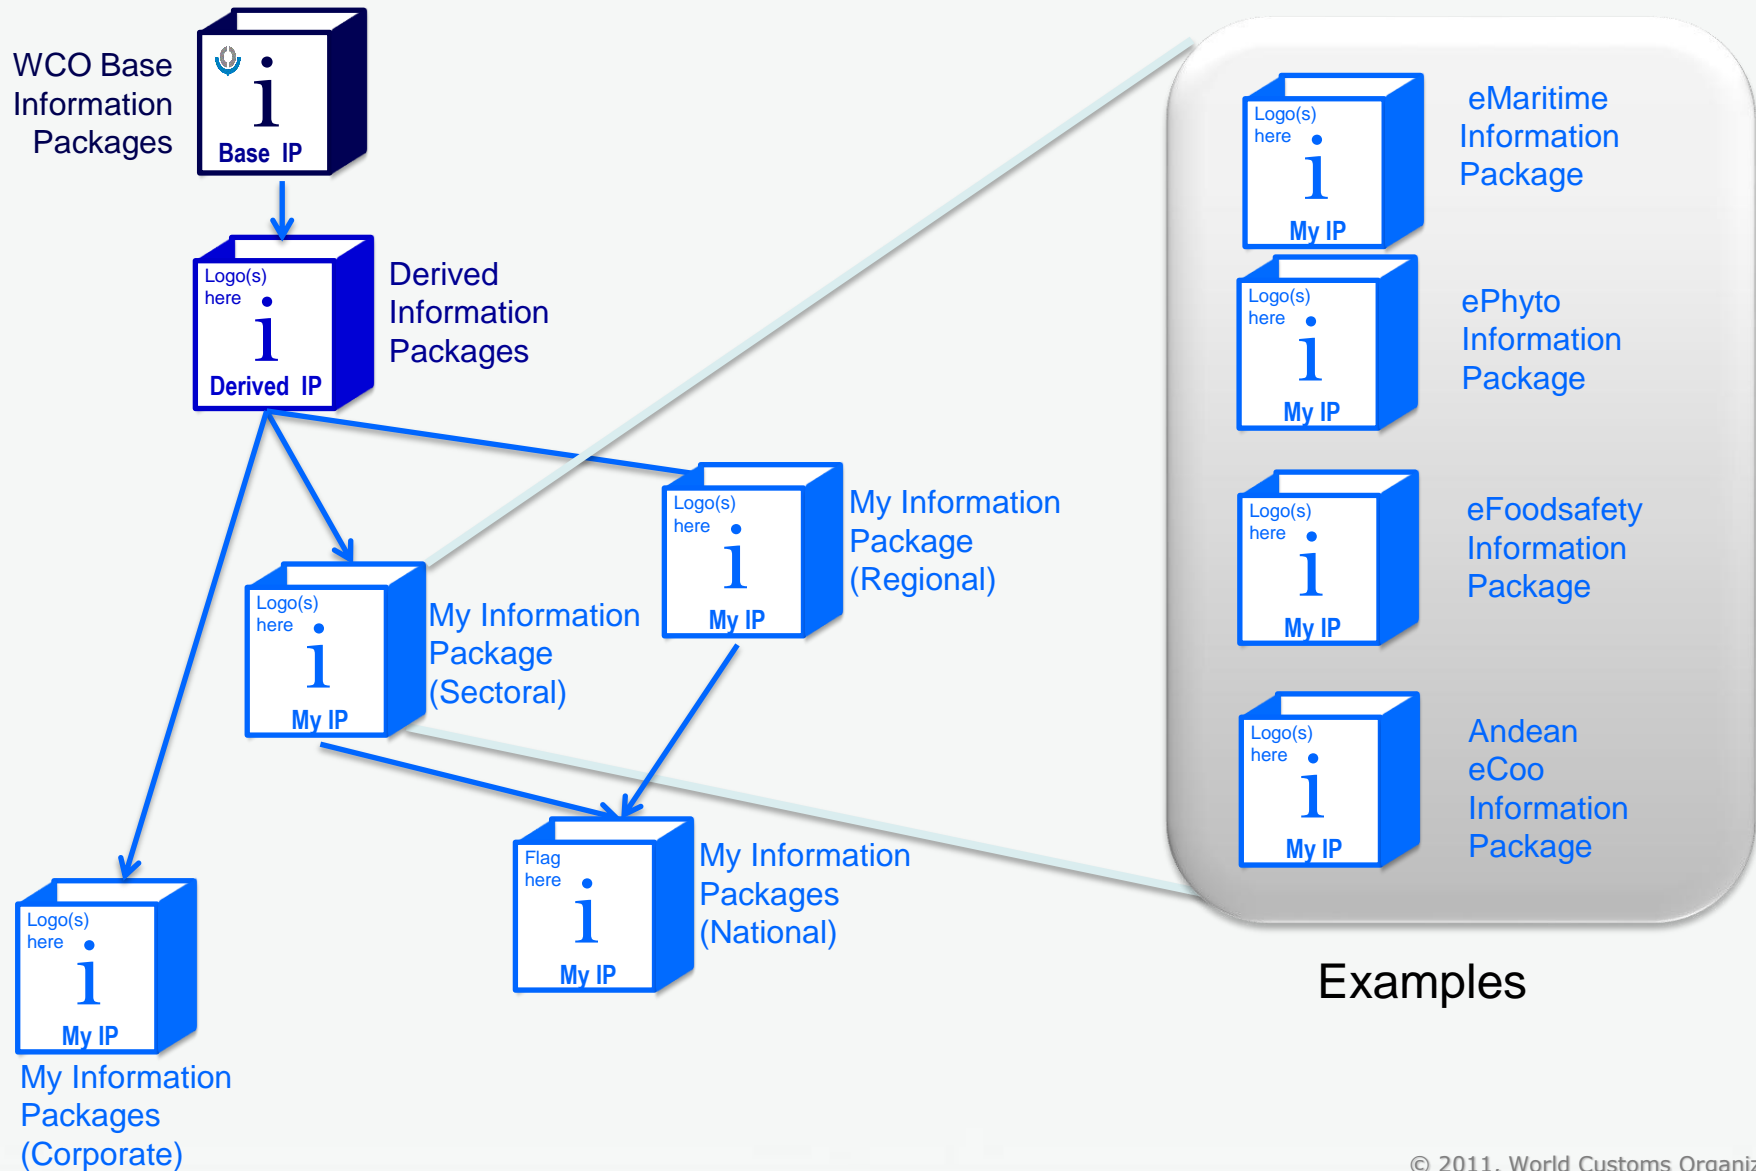 WCO Base
Information
Packages
i
Base IP
Derived
Information
Packages
Logo(s)
here
i
Derived IP
My Information
Package
(Regional)
Logo(s)
here
i
My IP
My Information
Package
(Sectoral)
Logo(s)
here
i
My IP
My Information
Packages
(National)
Flag
here
i
My IP
Logo(s)
here
i
My IP
My Information
Packages
(Corporate)
Logo(s)
here
i
My IP
eMaritime
Information
Package
Logo(s)
here
i
My IP
ePhyto
Information
Package
Logo(s)
here
i
My IP
eFoodsafety
Information
Package
Logo(s)
here
i
My IP
Andean
eCoo
Information
Package
Examples
© 2011, World Customs Organiz